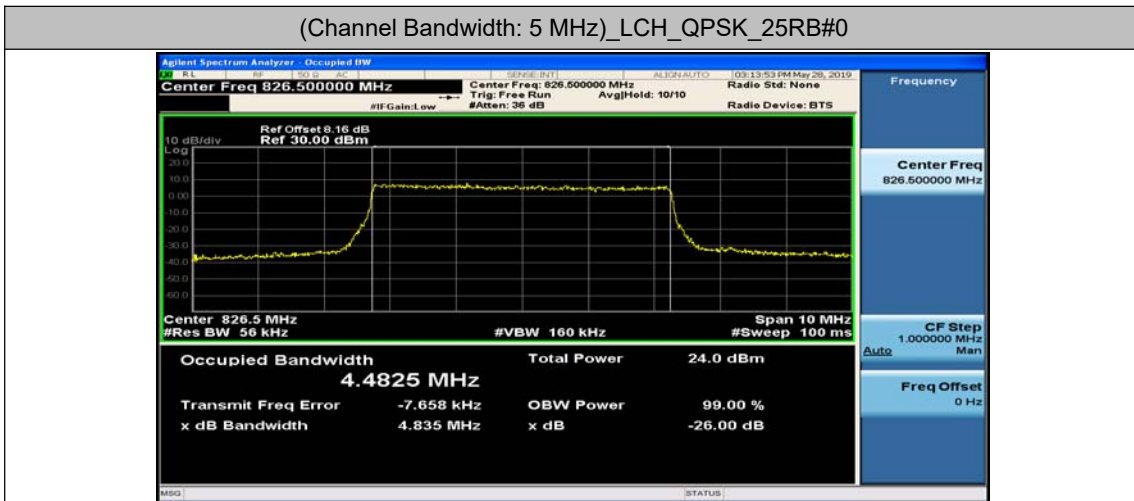 (Channel Bandwidth: 5 MHz)_LCH_QPSK_25RB#0
Agilent Spectrum Analyzer - Occupied BW
LXI RL RF 50 Ω AC SENSE:INT ALIGN AUTO 03:13:53 PM May 28, 2019
Center Freq 826.500000 MHz Center Freq: 826.500000 MHz Radio Std: None
Trig: Free Run Avg|Hold: 10/10
#IFGain:Low #Atten: 36 dB Radio Device: BTS
Ref Offset 8.16 dB
10 dB/div Ref 30.00 dBm
Log
20.0
10.0
0.00
-10.0
-20.0
-30.0
-40.0
-50.0
-60.0
Center 826.5 MHz Span 10 MHz
#Res BW 56 kHz #VBW 160 kHz #Sweep 100 ms
Occupied Bandwidth Total Power 24.0 dBm
4.4825 MHz
Transmit Freq Error -7.658 kHz OBW Power 99.00 %
x dB Bandwidth 4.835 MHz x dB -26.00 dB
MSG STATUS
Frequency
Center Freq
826.500000 MHz
CF Step
1.000000 MHz
Auto Man
Freq Offset
0 Hz